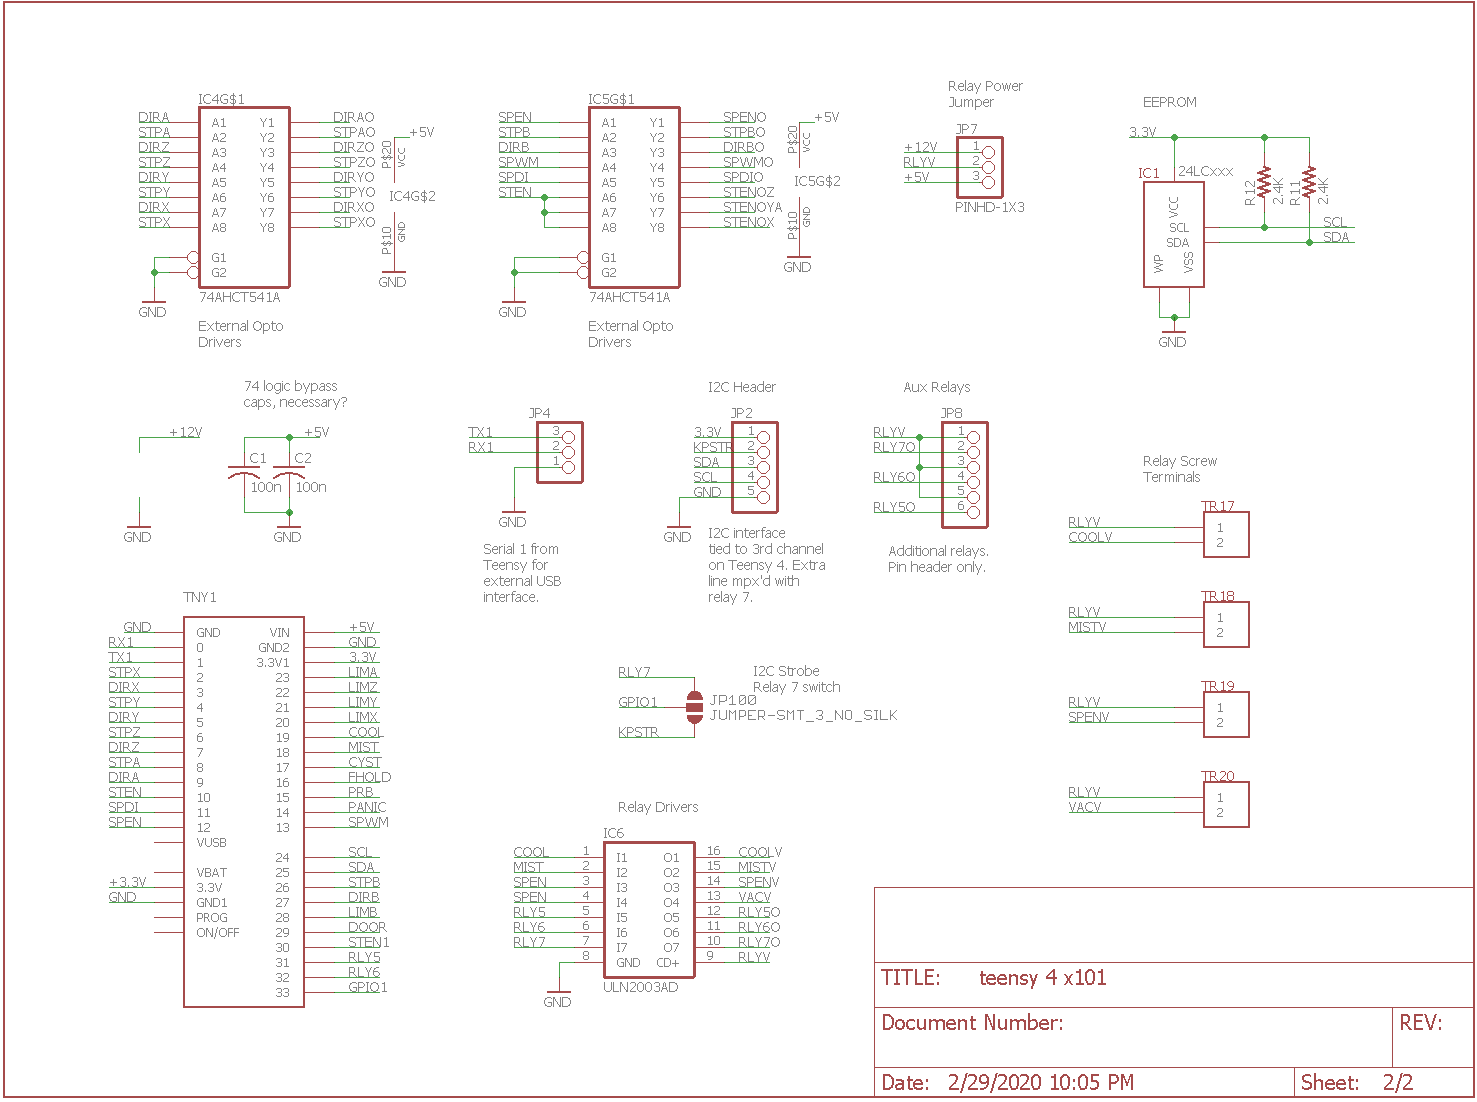 IC4G$1
DIRA A1 Y1 DIRAO
STPA A2 Y2 STPAO
DIRZ A3 Y3 DIRZO
STPZ A4 Y4 STPZO
DIRY A5 Y5 DIRYO
STPY A6 Y6 STPYO
DIRX A7 Y7 DIRXO
STPX A8 Y8 STPXO
G1
G2
GND
74AHCT541A
External Opto
Drivers
+5V
P$20
VCC
IC4G$2
P$10
GND
GND
IC5G$1
SPEN A1 Y1 SPENO
STPB A2 Y2 STPBO
DIRB A3 Y3 DIRBO
SPWM A4 Y4 SPWMO
SPDI A5 Y5 SPDIO
STEN A6 Y6 STENOZ
A7 Y7 STENOYA
A8 Y8 STENOX
G1
G2
GND
74AHCT541A
External Opto
Drivers
+5V
P$20
VCC
IC5G$2
P$10
GND
GND
Relay Power
Jumper
JP7
+12V 1
RLYV 2
+5V 3
PINHD-1X3
EEPROM
3.3V
IC1
24LCxxx
VCC
SCL
SDA
WP
VSS
R12
2.4K
R11
2.4K
SCL
SDA
GND
74 logic bypass
caps, necessary?
+12V
GND
+5V
C1
100n
C2
100n
GND
JP4
TX1 3
RX1 2
1
GND
Serial 1 from
Teensy for
external USB
interface.
I2C Header
JP2
3.3V 1
KPSTR 2
SDA 3
SCL 4
GND 5
GND
I2C interface
tied to 3rd channel
on Teensy 4. Extra
line mpx'd with
relay 7.
Aux Relays
JP8
RLYV 1
RLY7O 2
3
RLY6O 4
5
RLY5O 6
Additional relays.
Pin header only.
Relay Screw
Terminals
TR17
RLYV 1
COOLV 2
TR18
RLYV 1
MISTV 2
TR19
RLYV 1
SPENV 2
TR20
RLYV 1
VACV 2
TNY1
GND GND VIN +5V
RX1 0 GND2 GND
TX1 1 3.3V1 3.3V
STPX 2 23 LIMA
DIRX 3 22 LIMZ
STPY 4 21 LIMY
DIRY 5 20 LIMX
STPZ 6 19 COOL
DIRZ 7 18 MIST
STPA 8 17 CYST
DIRA 9 16 FHOLD
STEN 10 15 PRB
SPDI 11 14 PANIC
SPEN 12 13 SPWM
VUSB
24 SCL
VBAT 25 SDA
+3.3V 3.3V 26 STPB
GND GND1 27 DIRB
PROG 28 LIMB
ON/OFF 29 DOOR
30 STEN1
31 RLY5
32 RLY6
33 GPIO1
I2C Strobe
Relay 7 switch
RLY7
GPIO1
KPSTR
JP100
JUMPER-SMT_3_NO_SILK
Relay Drivers
IC6
COOL 1 I1 O1 16 COOLV
MIST 2 I2 O2 15 MISTV
SPEN 3 I3 O3 14 SPENV
SPEN 4 I4 O4 13 VACV
RLY5 5 I5 O5 12 RLY5O
RLY6 6 I6 O6 11 RLY6O
RLY7 7 I7 O7 10 RLY7O
8 GND CD+ 9 RLYV
GND
ULN2003AD
TITLE: teensy 4 x101
Document Number:
REV:
Date: 2/29/2020 10:05 PM
Sheet: 2/2